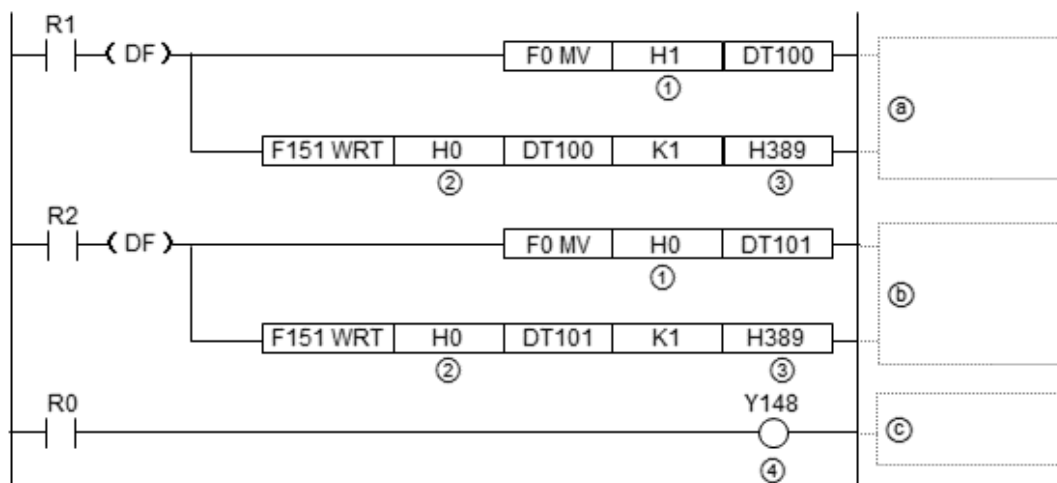 R1
( DF )
F0 MV H1 DT100
①
ⓐ
F151 WRT H0 DT100 K1 H389
② ③
R2
( DF )
F0 MV H0 DT101
①
ⓑ
F151 WRT H0 DT101 K1 H389
② ③
R0
Y148
ⓒ
④